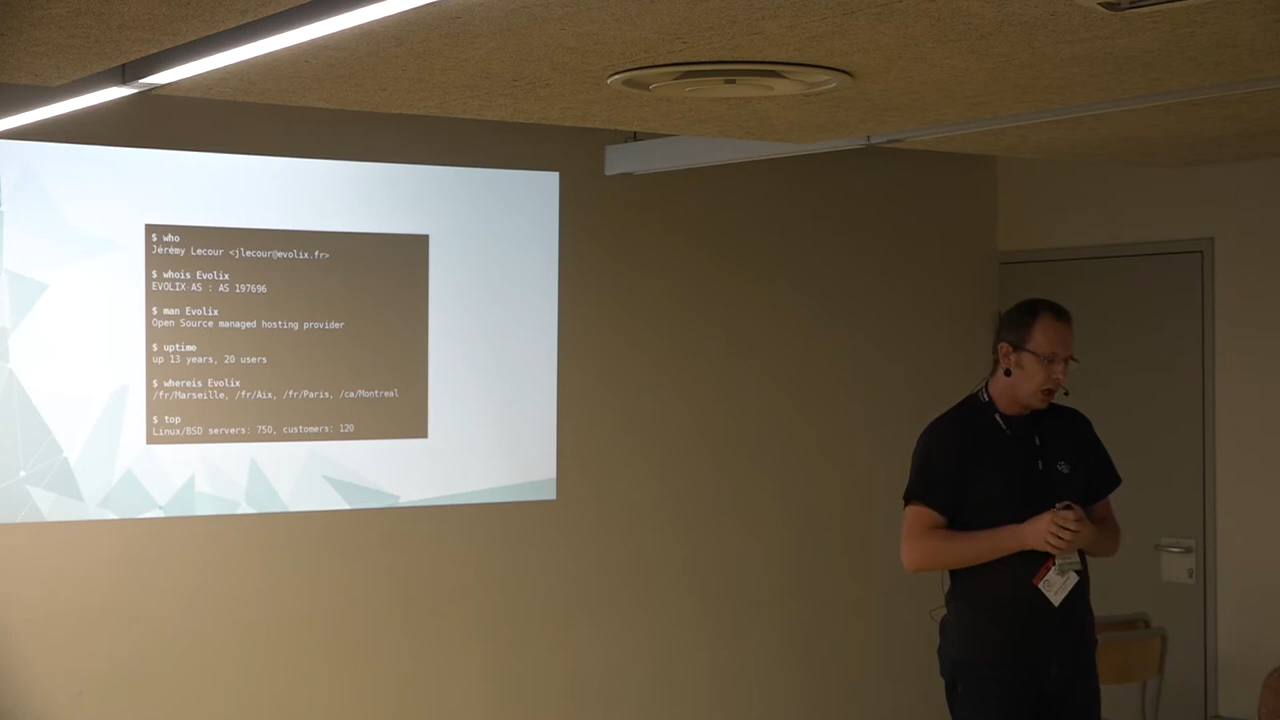 $ who
Jérémy Lecour <jlecour@evolix.fr>
$ whois Evolix
EVOLIX-AS : AS 197696
$ man Evolix
Open Source managed hosting provider
$ uptime
up 13 years, 20 users
$ whereis Evolix
/fr/Marseille, /fr/Aix, /fr/Paris, /ca/Montreal
$ top
Linux/BSD servers: 750, customers: 120